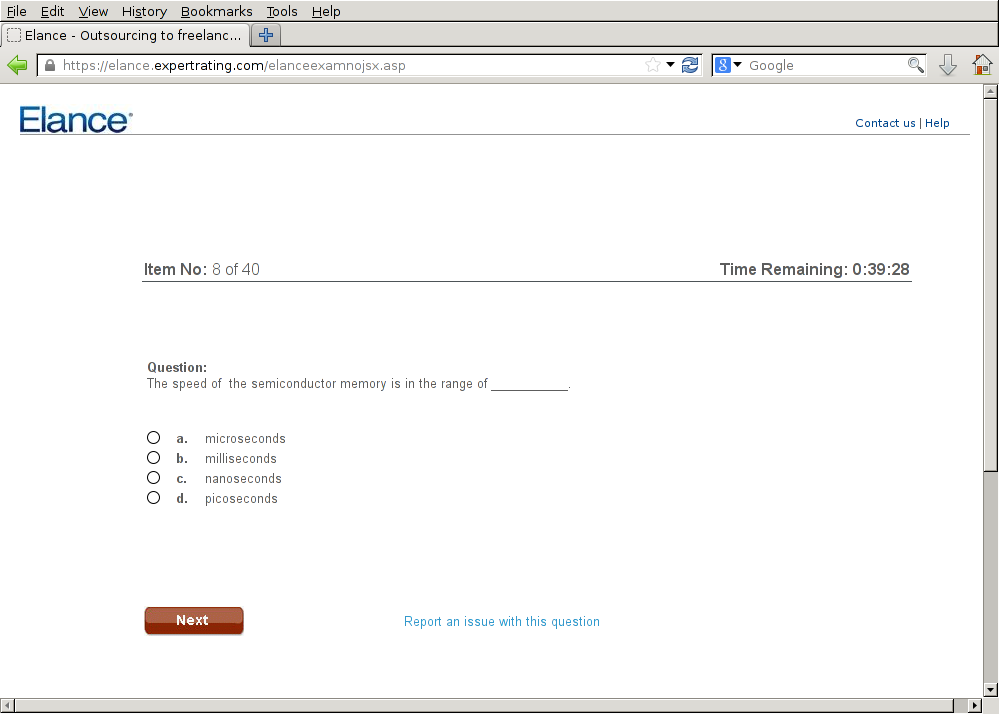 File Edit View History Bookmarks Tools Help
Elance - Outsourcing to freelanc...
https://elance.expertrating.com/elanceexamnojsx.asp
8 Google
Elance®
Contact us | Help
Item No: 8 of 40 Time Remaining: 0:39:28
Question:
The speed of the semiconductor memory is in the range of ___________.
a. microseconds
b. milliseconds
c. nanoseconds
d. picoseconds
Next Report an issue with this question